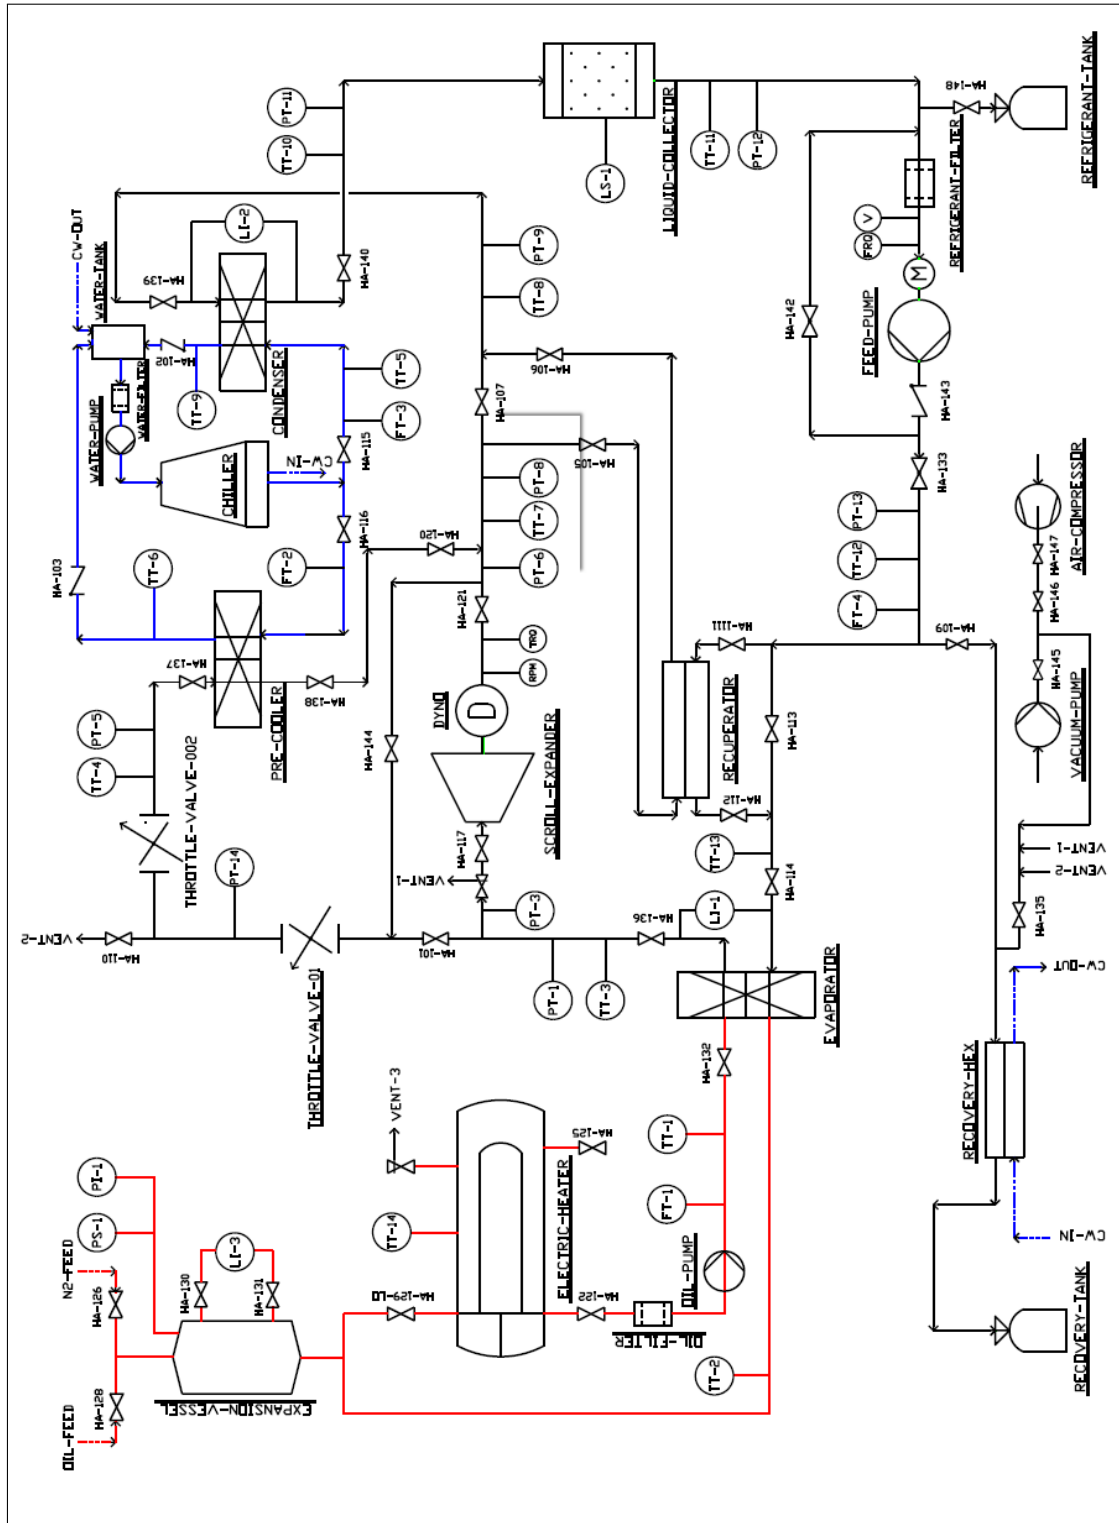 PT-11
TT-10
LS-1
LIQUID-COLLECTOR
TT-11
PT-12
HA-148
REFRIGERANT-TANK
REFRIGERANT-FILTER
V
FRQ
M
FEED-PUMP
HA-142
HA-143
HA-133
CW-OUT
WATER-TANK
HA-139
LI-2
HA-140
HA-102
WATER-FILTER
WATER-PUMP
TT-9
CONDENSER
TT-5
FT-3
HA-115
CHILLER
CW-IN
HA-116
PT-9
TT-8
HA-106
HA-107
HA-105
PT-8
TT-7
PT-6
HA-120
HA-121
HA-103
TT-6
FT-2
HA-137
HA-138
PRE-COOLER
PT-5
TT-4
THROTTLE-VALVE-002
PT-14
HA-144
TRQ
RPM
DYNO
D
SCROLL-EXPANDER
HA-117
VENT-1
PT-3
HA-101
VENT-2
HA-110
THROTTLE-VALVE-01
PT-13
TT-12
FT-4
HA-1111
HA-109
RECUPERATOR
HA-113
HA-112
TT-13
HA-114
LI-1
HA-136
PT-1
TT-3
EVAPORATOR
AIR-COMPRESSOR
HA-147
HA-146
HA-145
VACUUM-PUMP
VENT-1
VENT-2
HA-135
CW-OUT
RECOVERY-HEX
CW-IN
RECOVERY-TANK
HA-132
TT-1
FT-1
OIL-PUMP
VENT-3
HA-125
ELECTRIC-HEATER
TT-14
HA-129-LO
HA-122
OIL-FILTER
TT-2
PI-1
PS-1
N2-FEED
HA-126
LI-3
HA-130
HA-131
EXPANSION-VESSEL
HA-128
OIL-FEED